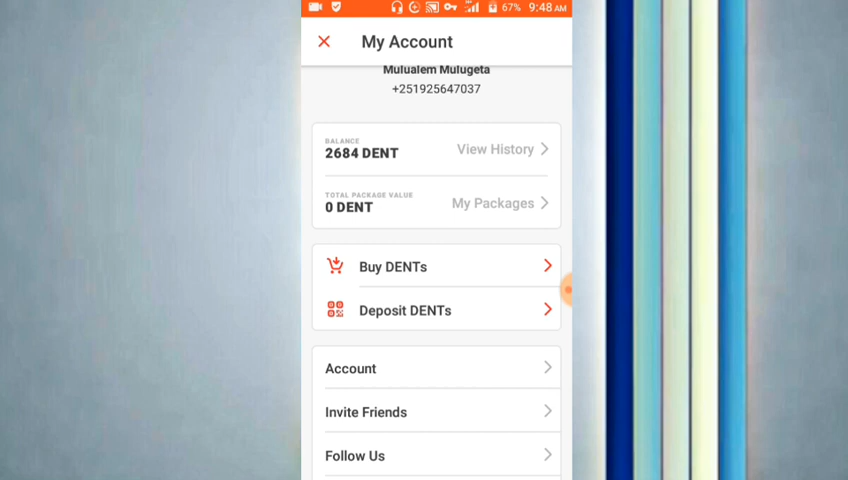 67% 9:48 AM
My Account
Mulualem Mulugeta
+251925647037
BALANCE
2684 DENT
View History
TOTAL PACKAGE VALUE
0 DENT
My Packages
Buy DENTs
Deposit DENTs
Account
Invite Friends
Follow Us